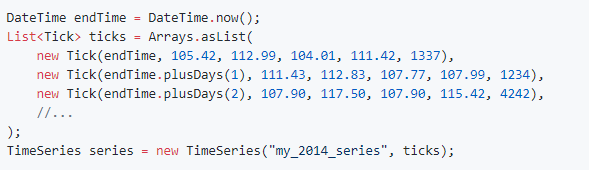 DateTime endTime = DateTime.now();
List<Tick> ticks = Arrays.asList(
    new Tick(endTime, 105.42, 112.99, 104.01, 111.42, 1337),
    new Tick(endTime.plusDays(1), 111.43, 112.83, 107.77, 107.99, 1234),
    new Tick(endTime.plusDays(2), 107.90, 117.50, 107.90, 115.42, 4242),
    //...
);
TimeSeries series = new TimeSeries("my_2014_series", ticks);